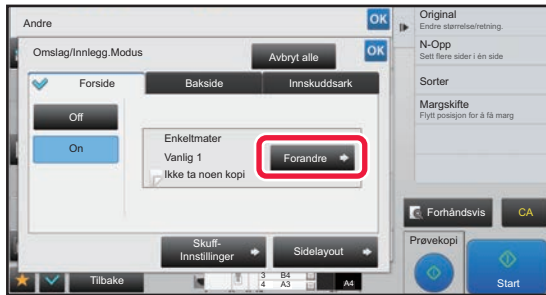 Andre
OK
Omslag/Innlegg.Modus
Avbryt alle
OK
Forside
Bakside
Innskuddsark
Off
On
Enkeltmater
Vanlig 1
Ikke ta noen kopi
Forandre
Skuff-
Innstillinger
Sidelayout
Tilbake
3 B4
4 A3
A4
Original
Endre størrelse/retning.
N-Opp
Sett flere sider i én side
Sorter
Margskifte
Flytt posisjon for å få marg
Forhåndsvis
CA
Prøvekopi
Start